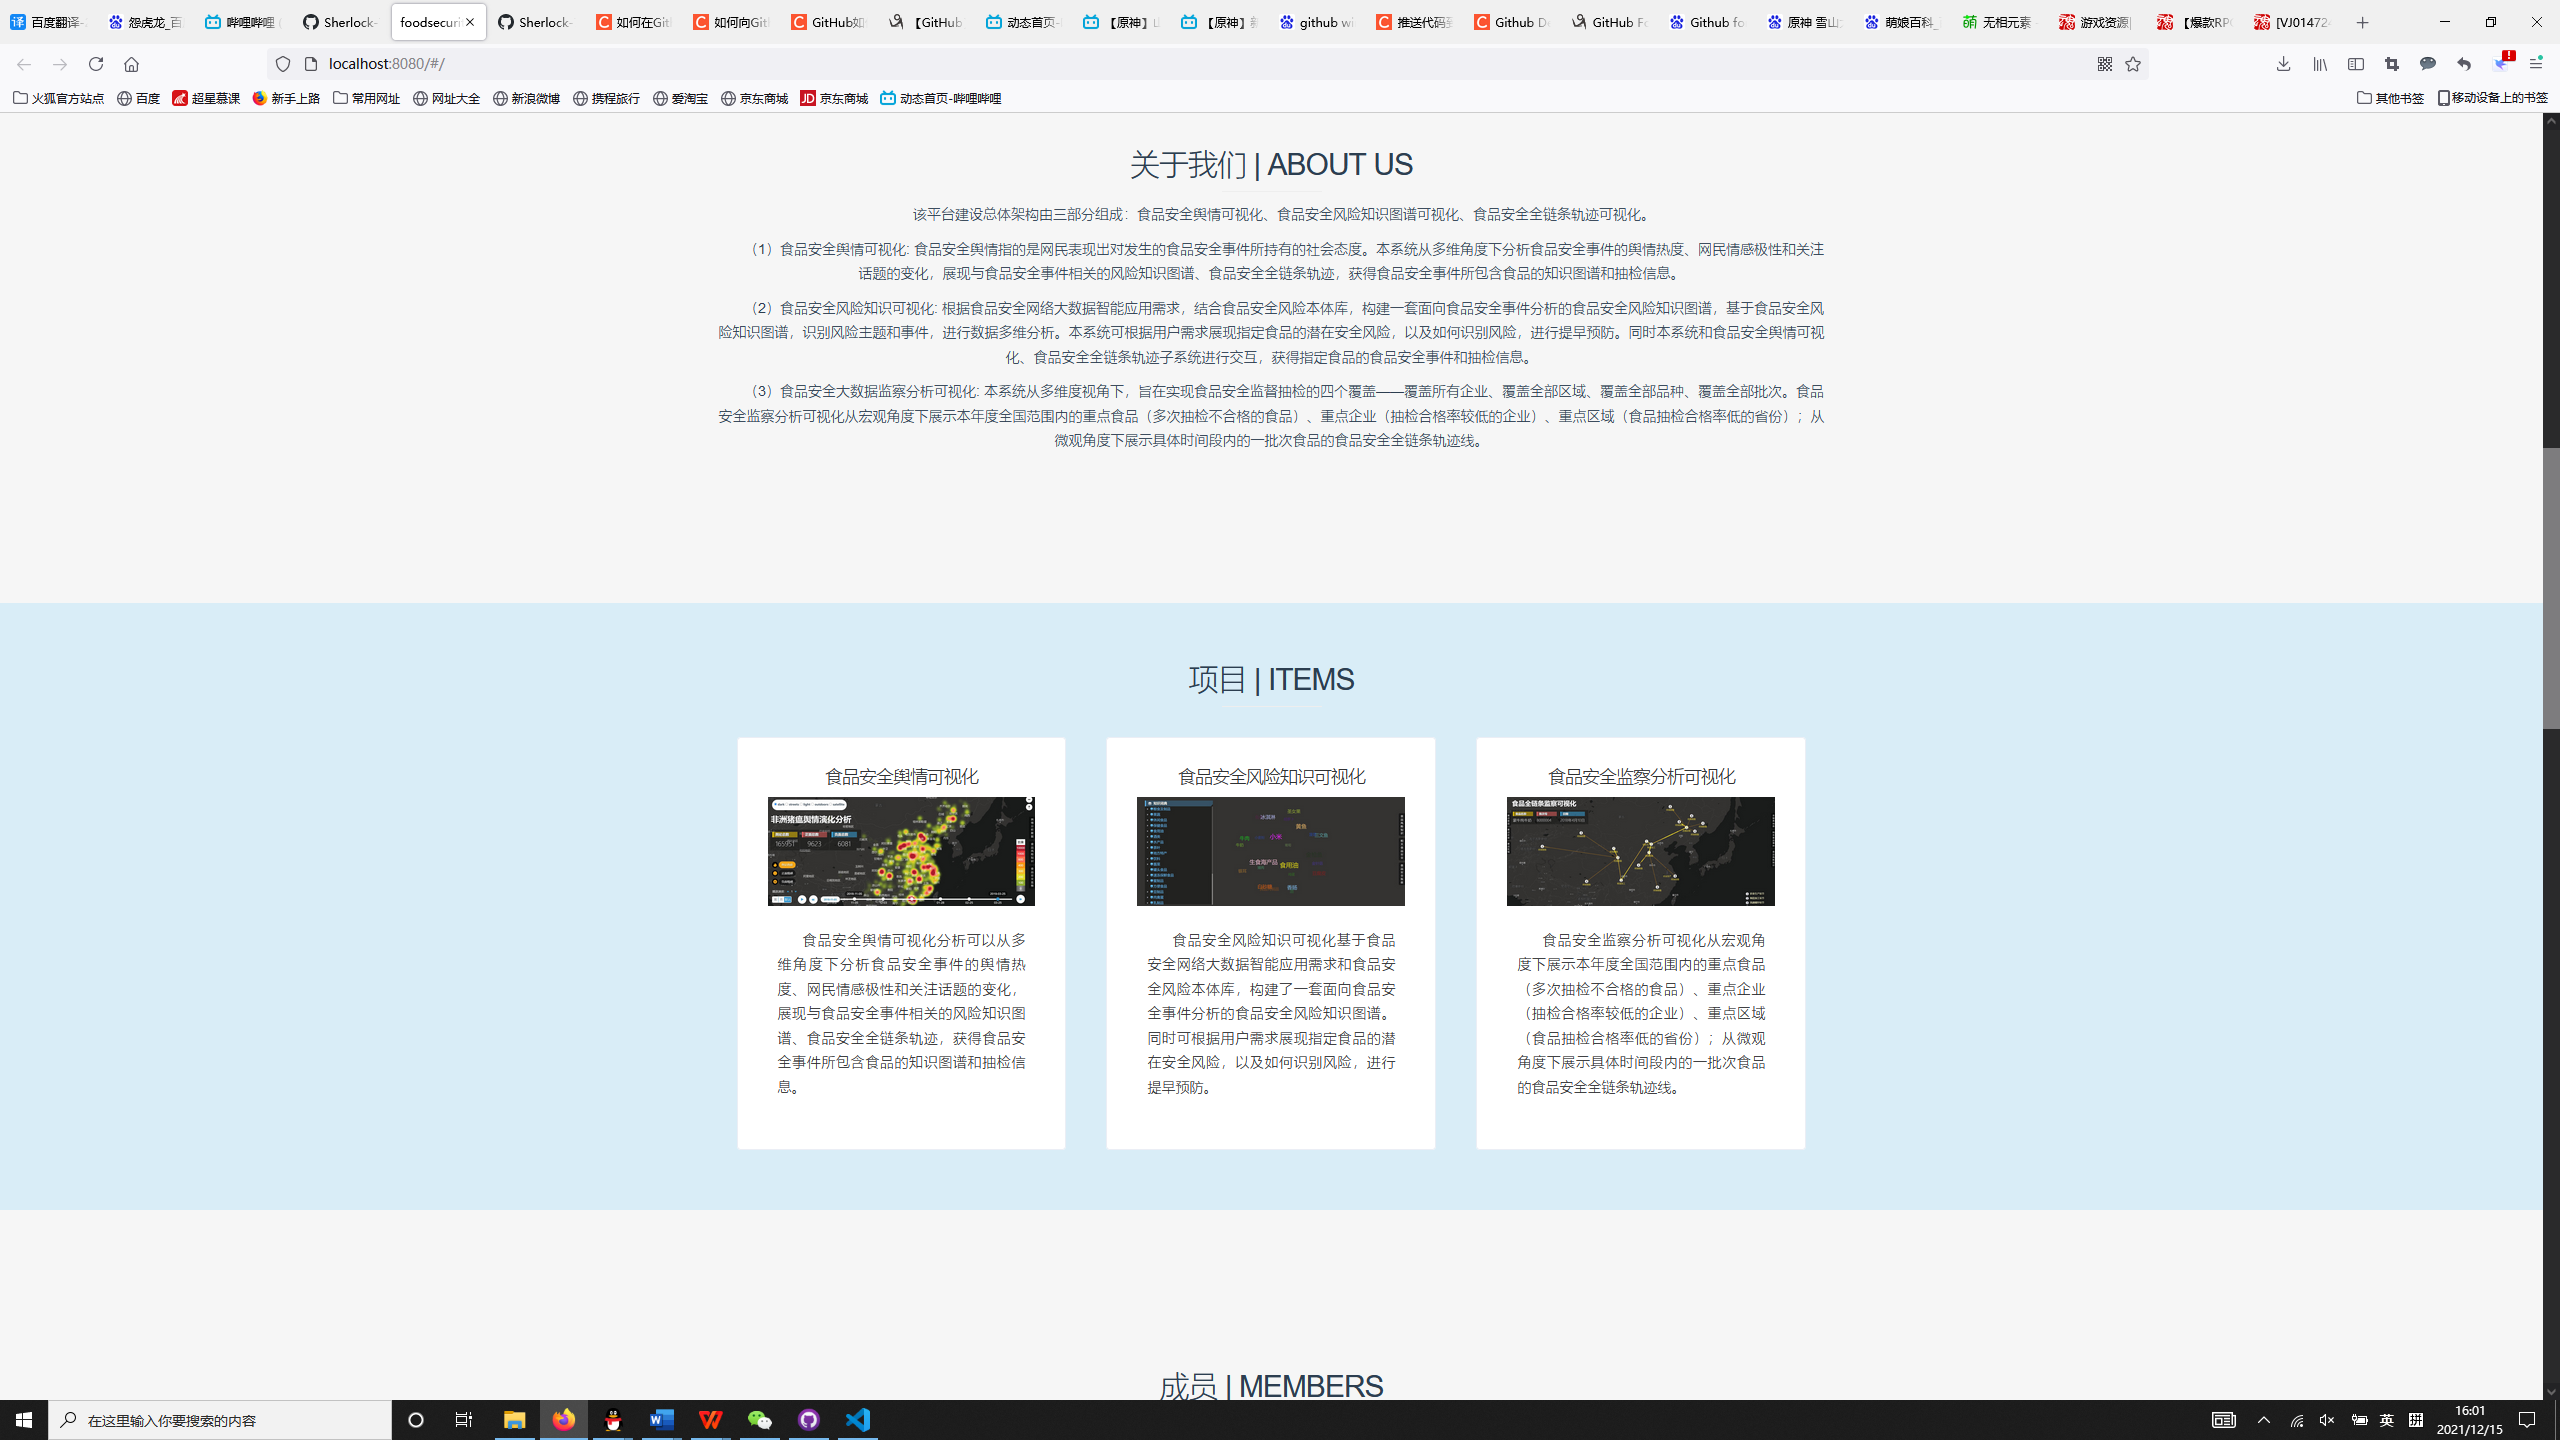 百度翻译-2
怨虎龙_百
哔哩哔哩 (
Sherlock-
foodsecuri
Sherlock-
如何在Git
如何向Git
GitHub如
【GitHub
动态首页-
【原神】
【原神】
github wi
推送代码到
Github De
GitHub Fo
Github fo
原神 雪山
萌娘百科_
无相元素 -
游戏资源|
【爆款RPG
[VJ014724
localhost:8080/#/
火狐官方站点 百度 超星慕课 新手上路 常用网址 网址大全 新浪微博 携程旅行 爱淘宝 京东商城 京东商城 动态首页-哔哩哔哩 其他书签 移动设备上的书签
关于我们 | ABOUT US
该平台建设总体架构由三部分组成：食品安全舆情可视化、食品安全风险知识图谱可视化、食品安全全链条轨迹可视化。
（1）食品安全舆情可视化: 食品安全舆情指的是网民表现出对发生的食品安全事件所持有的社会态度。本系统从多维角度下分析食品安全事件的舆情热度、网民情感极性和关注
话题的变化，展现与食品安全事件相关的风险知识图谱、食品安全全链条轨迹，获得食品安全事件所包含食品的知识图谱和抽检信息。
（2）食品安全风险知识可视化: 根据食品安全网络大数据智能应用需求，结合食品安全风险本体库，构建一套面向食品安全事件分析的食品安全风险知识图谱，基于食品安全风
险知识图谱，识别风险主题和事件，进行数据多维分析。本系统可根据用户需求展现指定食品的潜在安全风险，以及如何识别风险，进行提早预防。同时本系统和食品安全舆情可视
化、食品安全全链条轨迹子系统进行交互，获得指定食品的食品安全事件和抽检信息。
（3）食品安全大数据监察分析可视化: 本系统从多维度视角下，旨在实现食品安全监督抽检的四个覆盖——覆盖所有企业、覆盖全部区域、覆盖全部品种、覆盖全部批次。食品
安全监察分析可视化从宏观角度下展示本年度全国范围内的重点食品（多次抽检不合格的食品）、重点企业（抽检合格率较低的企业）、重点区域（食品抽检合格率低的省份）；从
微观角度下展示具体时间段内的一批次食品的食品安全全链条轨迹线。
项目 | ITEMS
食品安全舆情可视化
非洲猪瘟舆情演化分析
165951 9623 6081
食品安全舆情可视化分析可以从多
维角度下分析食品安全事件的舆情热
度、网民情感极性和关注话题的变化，
展现与食品安全事件相关的风险知识图
谱、食品安全全链条轨迹，获得食品安
全事件所包含食品的知识图谱和抽检信
息。
食品安全风险知识可视化
冰淇淋
黄鱼
小米
生食海产品
食用油
食品安全风险知识可视化基于食品
安全网络大数据智能应用需求和食品安
全风险本体库，构建了一套面向食品安
全事件分析的食品安全风险知识图谱。
同时可根据用户需求展现指定食品的潜
在安全风险，以及如何识别风险，进行
提早预防。
食品安全监察分析可视化
食品全链条监察可视化
食品安全监察分析可视化从宏观角
度下展示本年度全国范围内的重点食品
（多次抽检不合格的食品）、重点企业
（抽检合格率较低的企业）、重点区域
（食品抽检合格率低的省份）；从微观
角度下展示具体时间段内的一批次食品
的食品安全全链条轨迹线。
成员 | MEMBERS
在这里输入你要搜索的内容
英
拼
16:01
2021/12/15